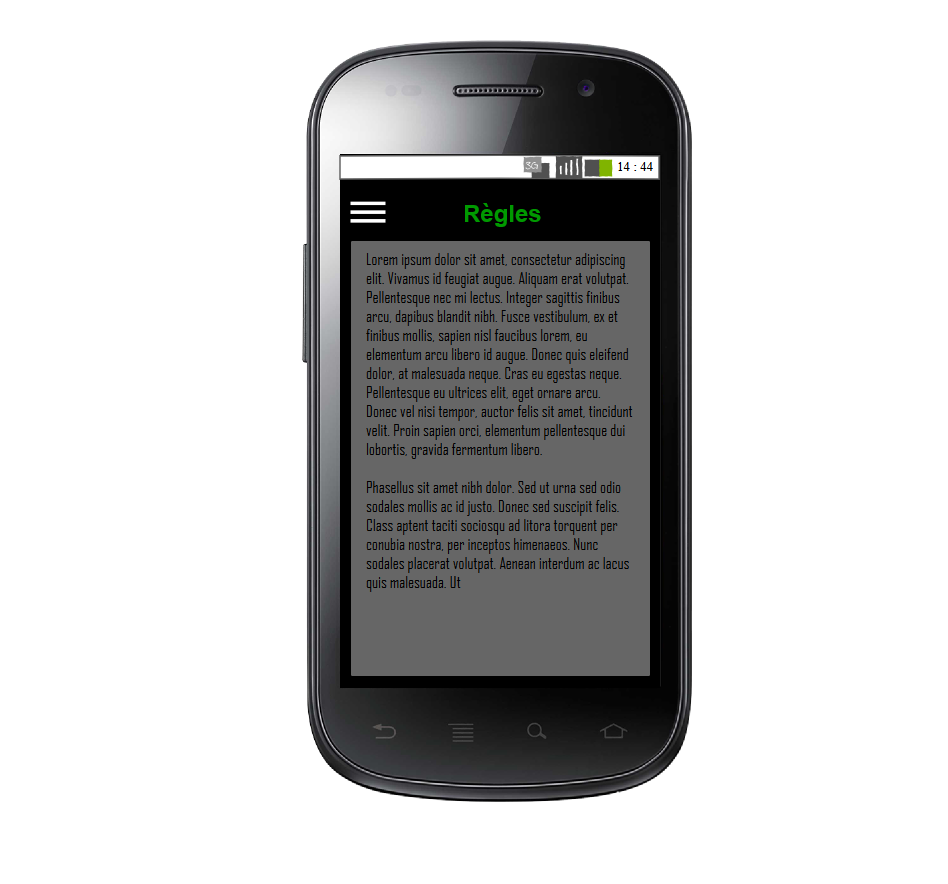 3G 14 : 44
Règles
Lorem ipsum dolor sit amet, consectetur adipiscing
elit. Vivamus id feugiat augue. Aliquam erat volutpat.
Pellentesque nec mi lectus. Integer sagittis finibus
arcu, dapibus blandit nibh. Fusce vestibulum, ex et
finibus mollis, sapien nisl faucibus lorem, eu
elementum arcu libero id augue. Donec quis eleifend
dolor, at malesuada neque. Cras eu egestas neque.
Pellentesque eu ultrices elit, eget ornare arcu.
Donec vel nisi tempor, auctor felis sit amet, tincidunt
velit. Proin sapien orci, elementum pellentesque dui
lobortis, gravida fermentum libero.
Phasellus sit amet nibh dolor. Sed ut urna sed odio
sodales mollis ac id justo. Donec sed suscipit felis.
Class aptent taciti sociosqu ad litora torquent per
conubia nostra, per inceptos himenaeos. Nunc
sodales placerat volutpat. Aenean interdum ac lacus
quis malesuada. Ut